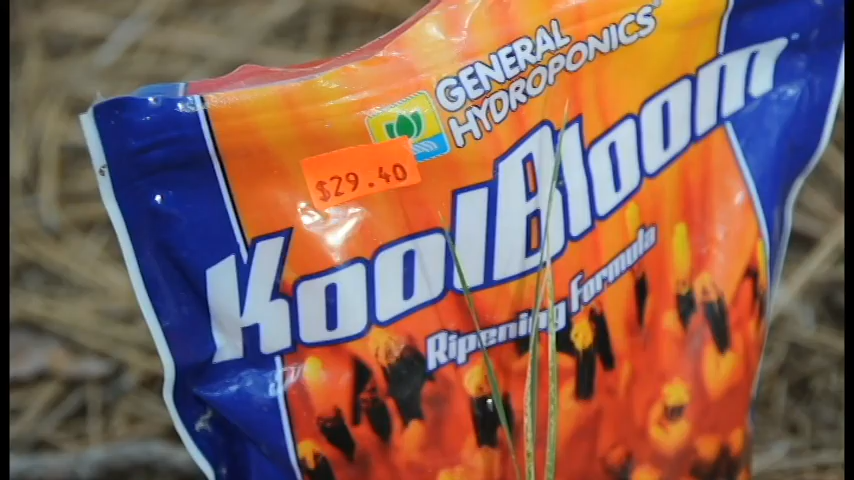 GENERAL
HYDROPONICS
$29.40
KoolBloom
Ripening Formula